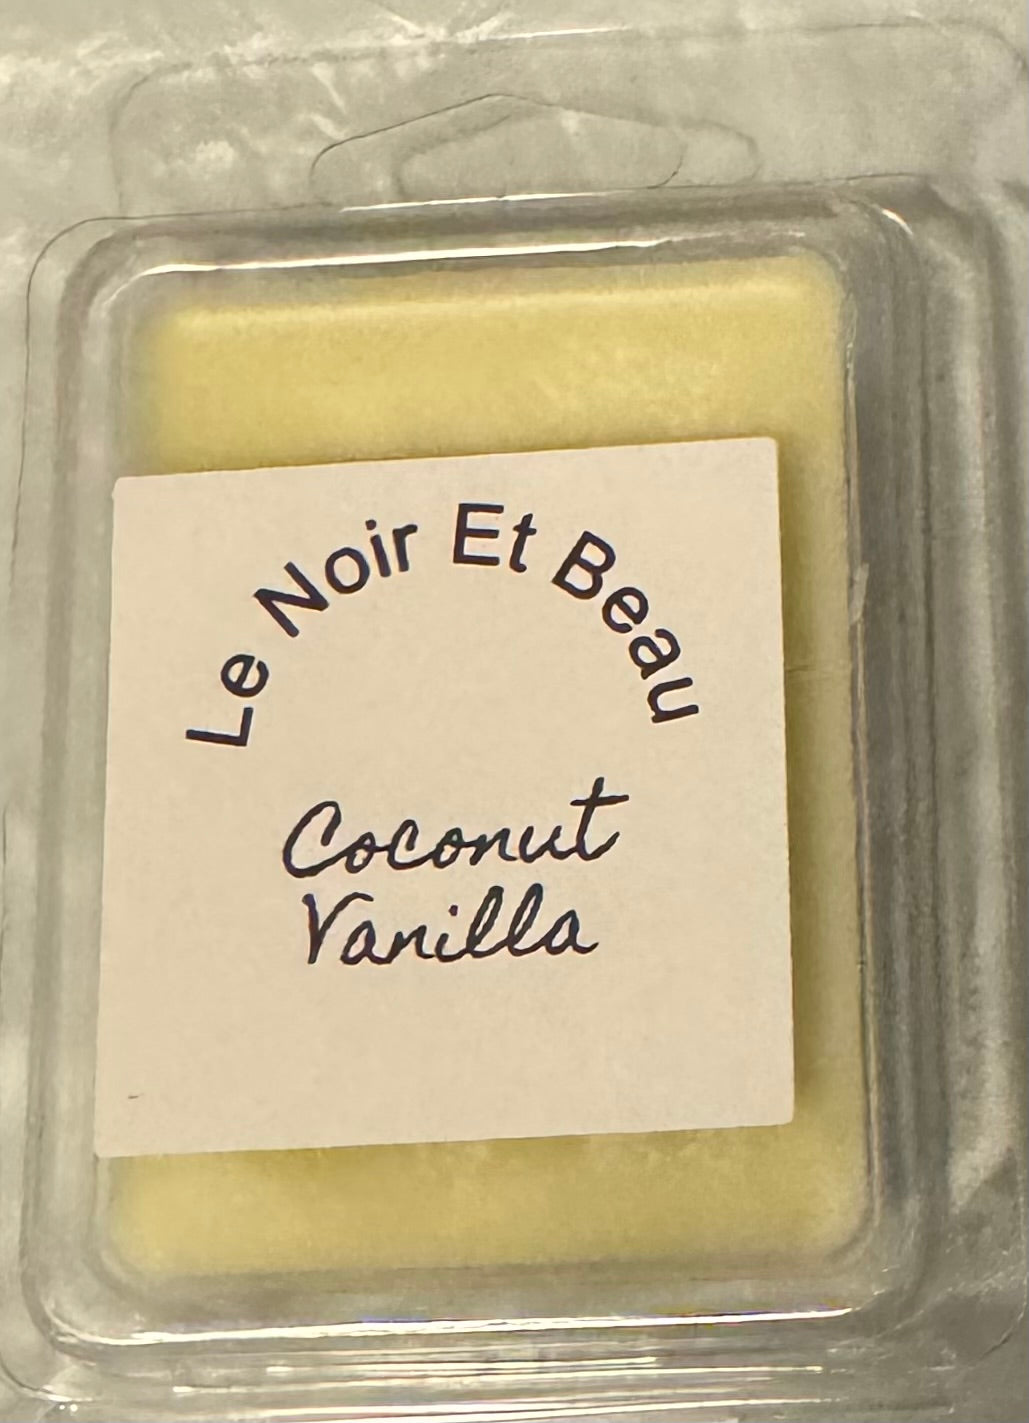 Le Noir Et Beau
Coconut
Vanilla